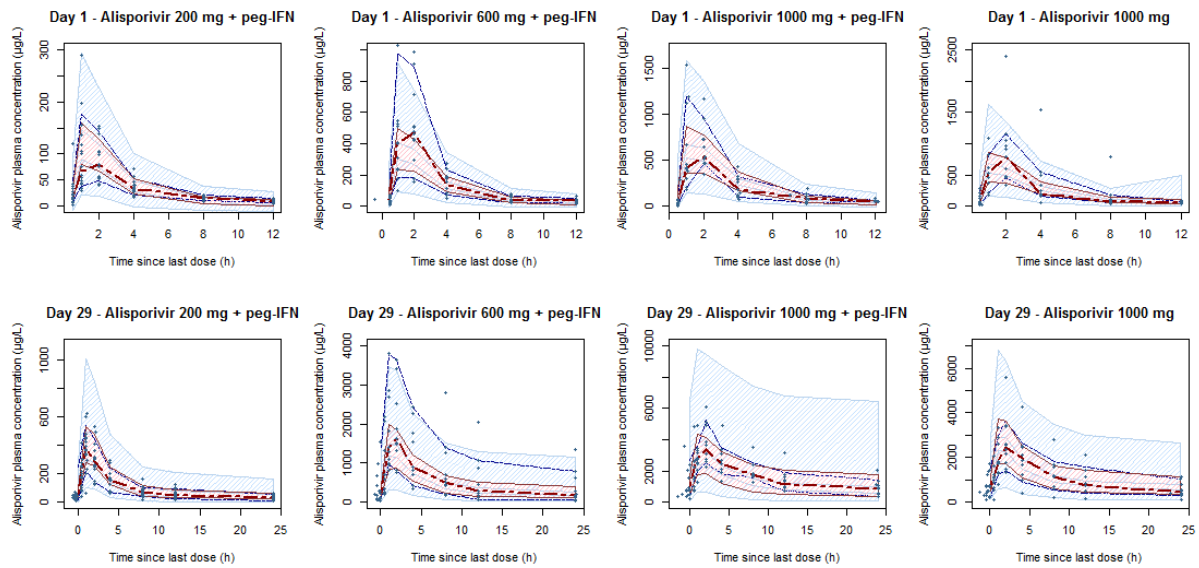 Day 1 - Alisporivir 200 mg + peg-IFN
Alisporivir plasma concentration (µg/L)
0 50 100 200 300
2 4 6 8 10 12
Time since last dose (h)
Day 1 - Alisporivir 600 mg + peg-IFN
Alisporivir plasma concentration (µg/L)
0 200 400 600 800
0 2 4 6 8 10 12
Time since last dose (h)
Day 1 - Alisporivir 1000 mg + peg-IFN
Alisporivir plasma concentration (µg/L)
0 500 1000 1500
0 2 4 6 8 10 12
Time since last dose (h)
Day 1 - Alisporivir 1000 mg
Alisporivir plasma concentration (µg/L)
0 500 1500 2500
2 4 6 8 10 12
Time since last dose (h)
Day 29 - Alisporivir 200 mg + peg-IFN
Alisporivir plasma concentration (µg/L)
0 200 600 1000
0 5 10 15 20 25
Time since last dose (h)
Day 29 - Alisporivir 600 mg + peg-IFN
Alisporivir plasma concentration (µg/L)
0 1000 2000 3000 4000
0 5 10 15 20 25
Time since last dose (h)
Day 29 - Alisporivir 1000 mg + peg-IFN
Alisporivir plasma concentration (µg/L)
0 2000 6000 10000
0 5 10 15 20 25
Time since last dose (h)
Day 29 - Alisporivir 1000 mg
Alisporivir plasma concentration (µg/L)
0 2000 4000 6000
0 5 10 15 20 25
Time since last dose (h)